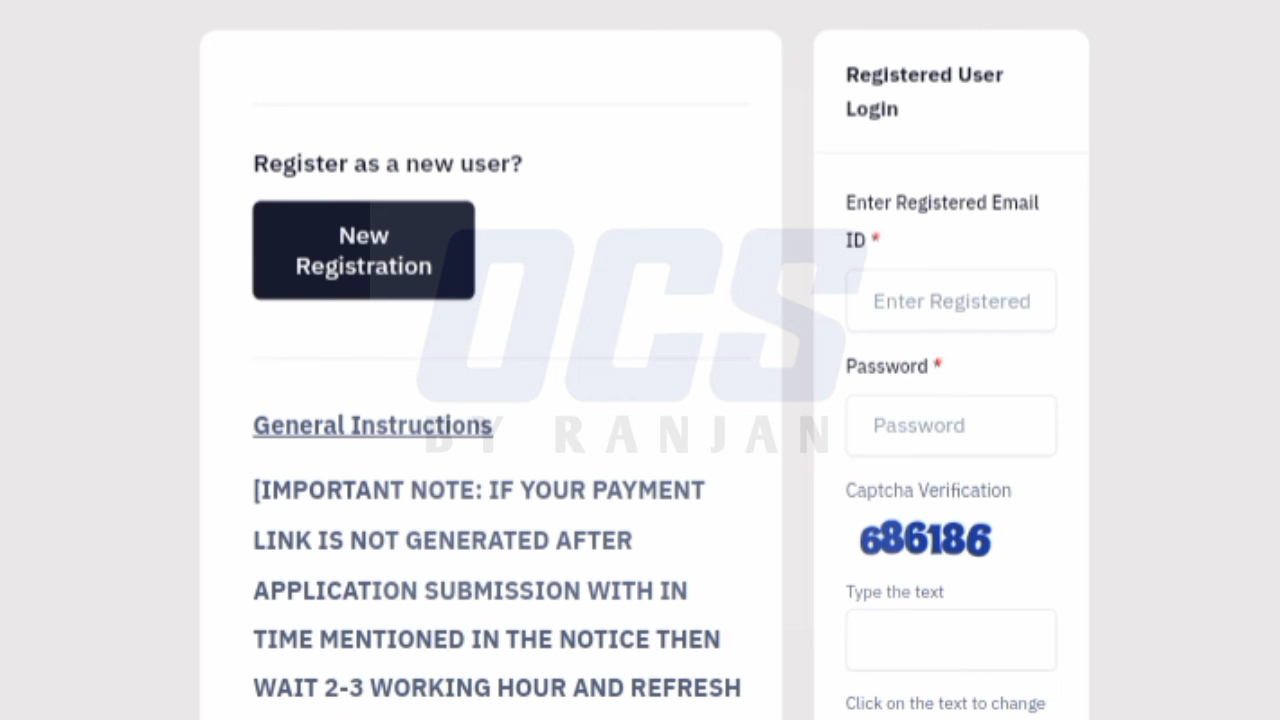 Register as a new user?
New
Registration
General Instructions
[IMPORTANT NOTE: IF YOUR PAYMENT
LINK IS NOT GENERATED AFTER
APPLICATION SUBMISSION WITH IN
TIME MENTIONED IN THE NOTICE THEN
WAIT 2-3 WORKING HOUR AND REFRESH
OCS
BY RANJAN
Registered User
Login
Enter Registered Email
ID *
Enter Registered
Password *
Password
Captcha Verification
686186
Type the text
Click on the text to change